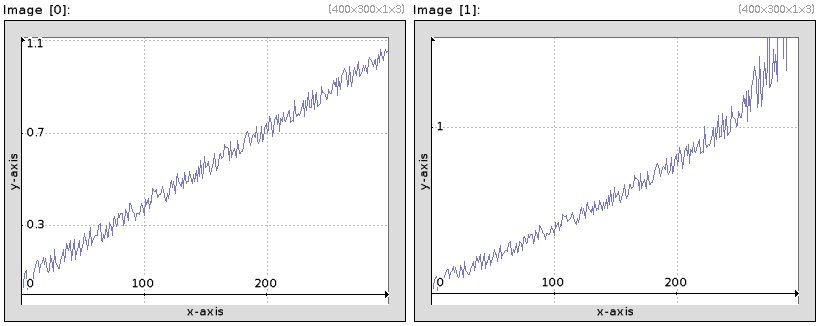 Image [0]: (400×300×1×3)
1.1
0.7
0.3
0 100 200
y-axis
x-axis
Image [1]: (400×300×1×3)
1
0 100 200
y-axis
x-axis